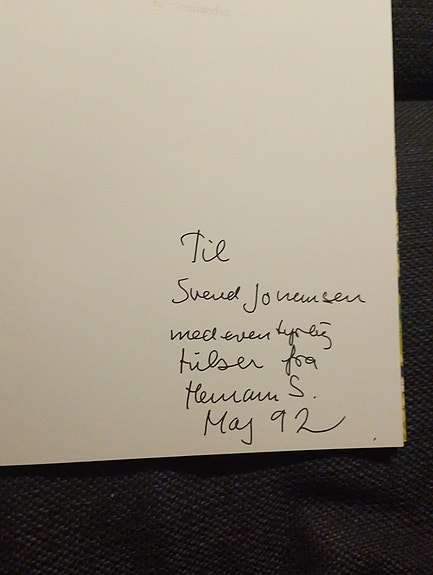 Til
Svend Johansen
med eventyrlig
hilsen fra
Hermann S.
Maj 92